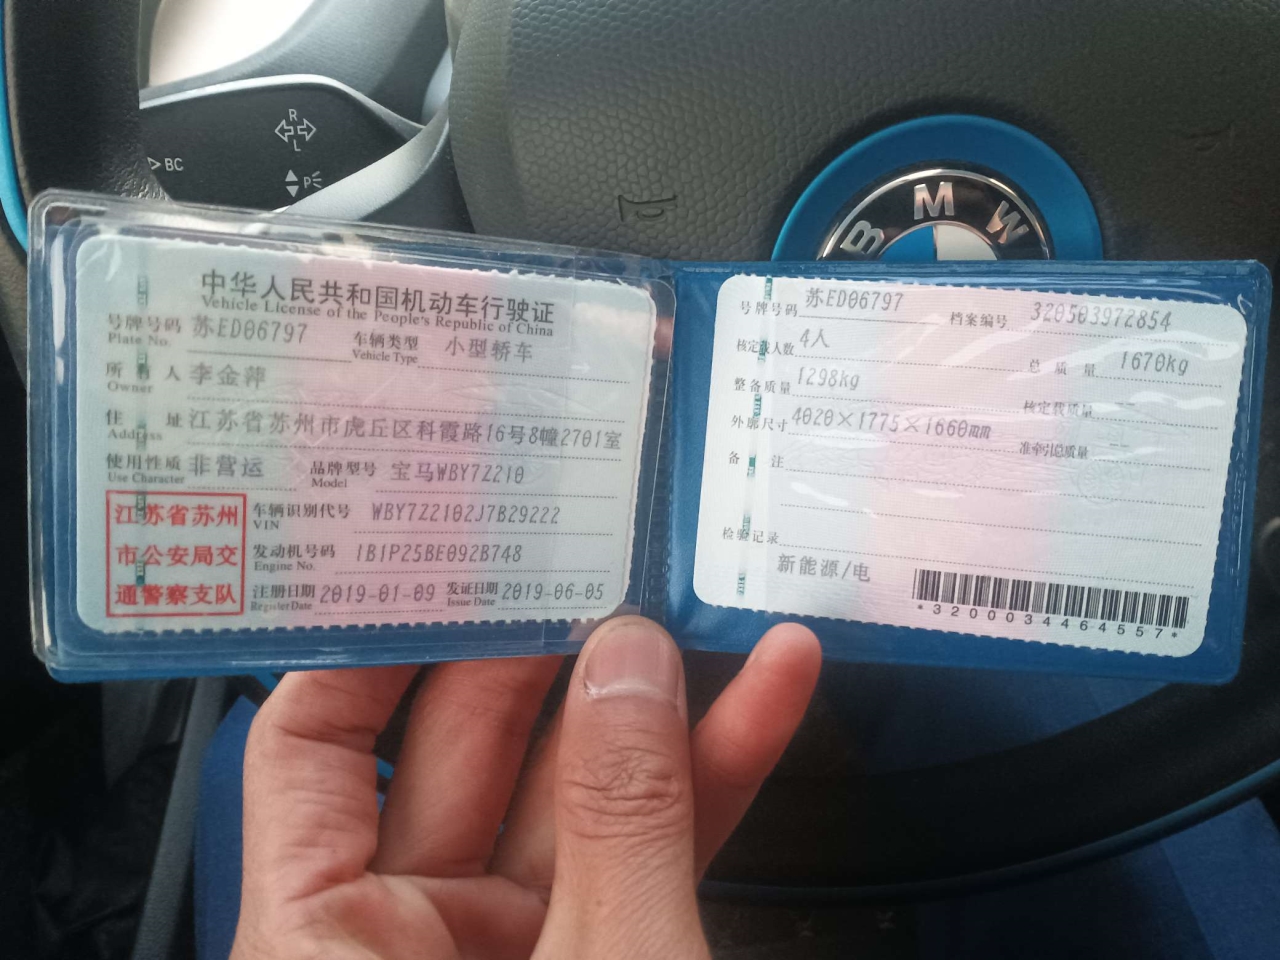 R
L
BC
P
BMW
中华人民共和国机动车行驶证
Vehicle License of the People's Republic of China
号牌号码 苏ED06797 车辆类型 小型轿车
Plate No. Vehicle Type
所有人 李金萍
Owner
住址 江苏省苏州市虎丘区科霞路16号8幢2701室
Address
使用性质 非营运 品牌型号 宝马WBY7Z210
Use Character Model
江苏省苏州
市公安局交
通警察支队
车辆识别代号 WBY7Z2102J7B29222
VIN
发动机号码 IB1P25BE092B748
Engine No.
注册日期 2019-01-09 发证日期 2019-06-05
Register Date Issue Date
号牌号码 苏ED06797 档案编号 320503972854
核定载人数 4人 总质量 1670kg
整备质量 1298kg 核定载质量 --
外廓尺寸 4020×1775×1660mm 准牵引总质量 --
备注
检验记录
新能源/电
*3200034464557*